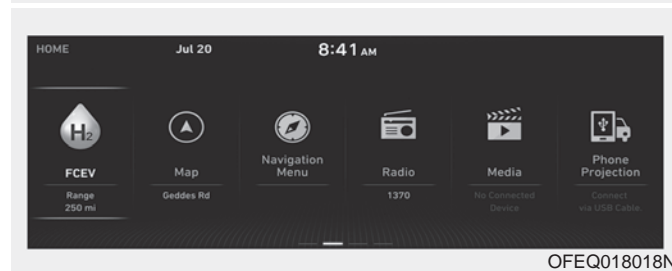 HOME
Jul 20
8:41 AM
H2
FCEV
Range
250 mi
Map
Geddes Rd
Navigation
Menu
Radio
1370
Media
No Connected
Device
Phone
Projection
Connect
via USB Cable.
OFEQ018018N